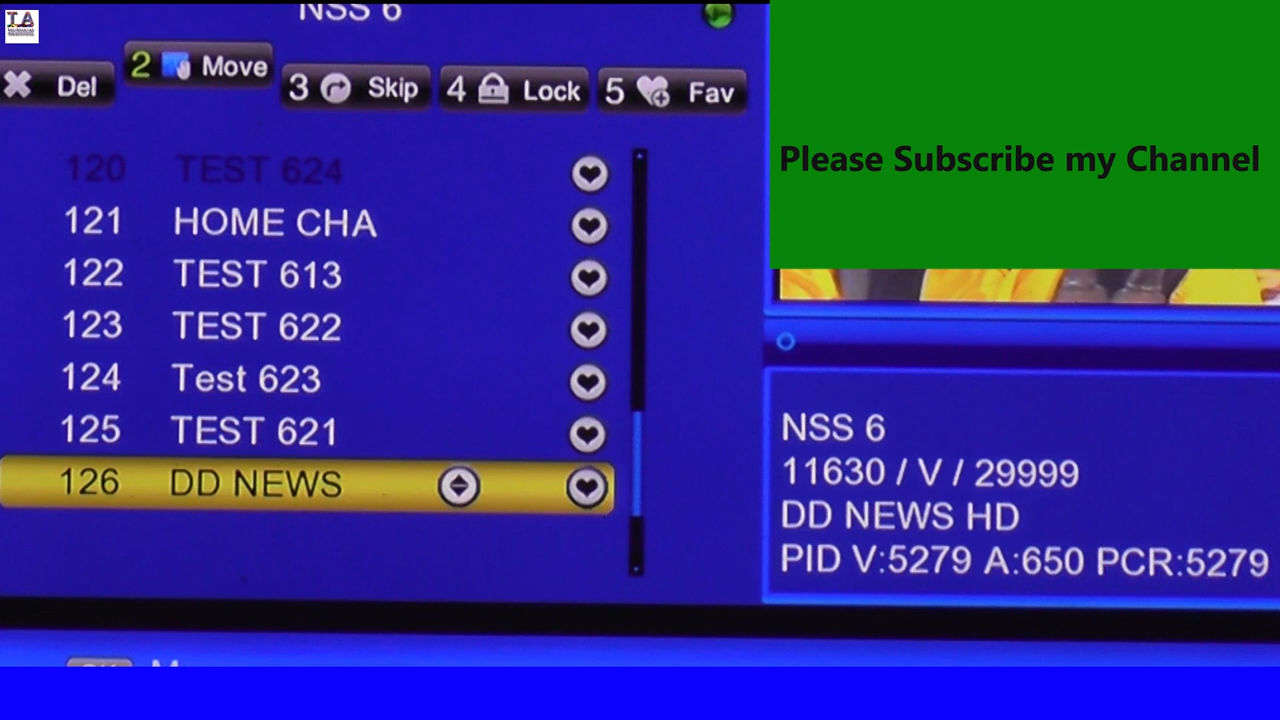 NSS 6
Del
2 Move
3 Skip
4 Lock
5 Fav
120 TEST 624
121 HOME CHA
122 TEST 613
123 TEST 622
124 Test 623
125 TEST 621
126 DD NEWS
Please Subscribe my Channel
NSS 6
11630 / V / 29999
DD NEWS HD
PID V:5279 A:650 PCR:5279